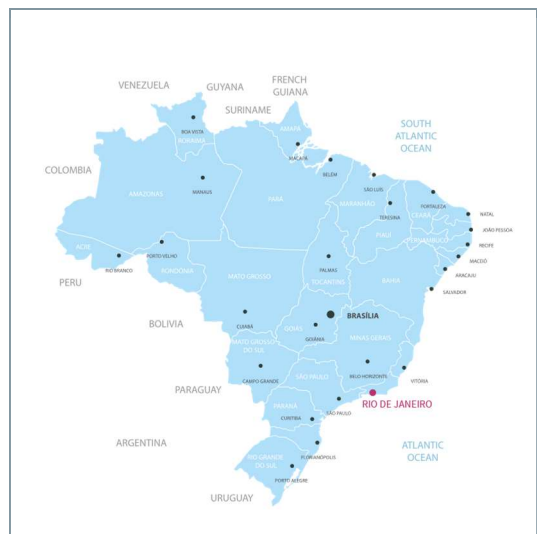 FRENCH
GUIANA
VENEZUELA
GUYANA
SURINAME
SOUTH
ATLANTIC
OCEAN
BOA VISTA
RORAIMA
AMAPÁ
MACAPÁ
BELÉM
COLOMBIA
SÃO LUÍS
MANAUS
AMAZONAS
PARÁ
MARANHÃO
FORTALEZA
CEARÁ
TERESINA
NATAL
JOÃO PESSOA
PIAUÍ
PERNAMBUCO
RECIFE
ACRE
PORTO VELHO
MACEIÓ
RIO BRANCO
RONDÔNIA
MATO GROSSO
PALMAS
TOCANTINS
BAHIA
ARACAJU
PERU
SALVADOR
BRASÍLIA
BOLIVIA
CUIABÁ
GOIÁS
GOIÂNIA
MINAS GERAIS
MATO GROSSO
DO SUL
SÃO PAULO
BELO HORIZONTE
VITÓRIA
CAMPO GRANDE
PARAGUAY
RIO DE JANEIRO
PARANÁ
SÃO PAULO
CURITIBA
ARGENTINA
ATLANTIC
OCEAN
RIO GRANDE
DO SUL
FLORIANÓPOLIS
PORTO ALEGRE
URUGUAY